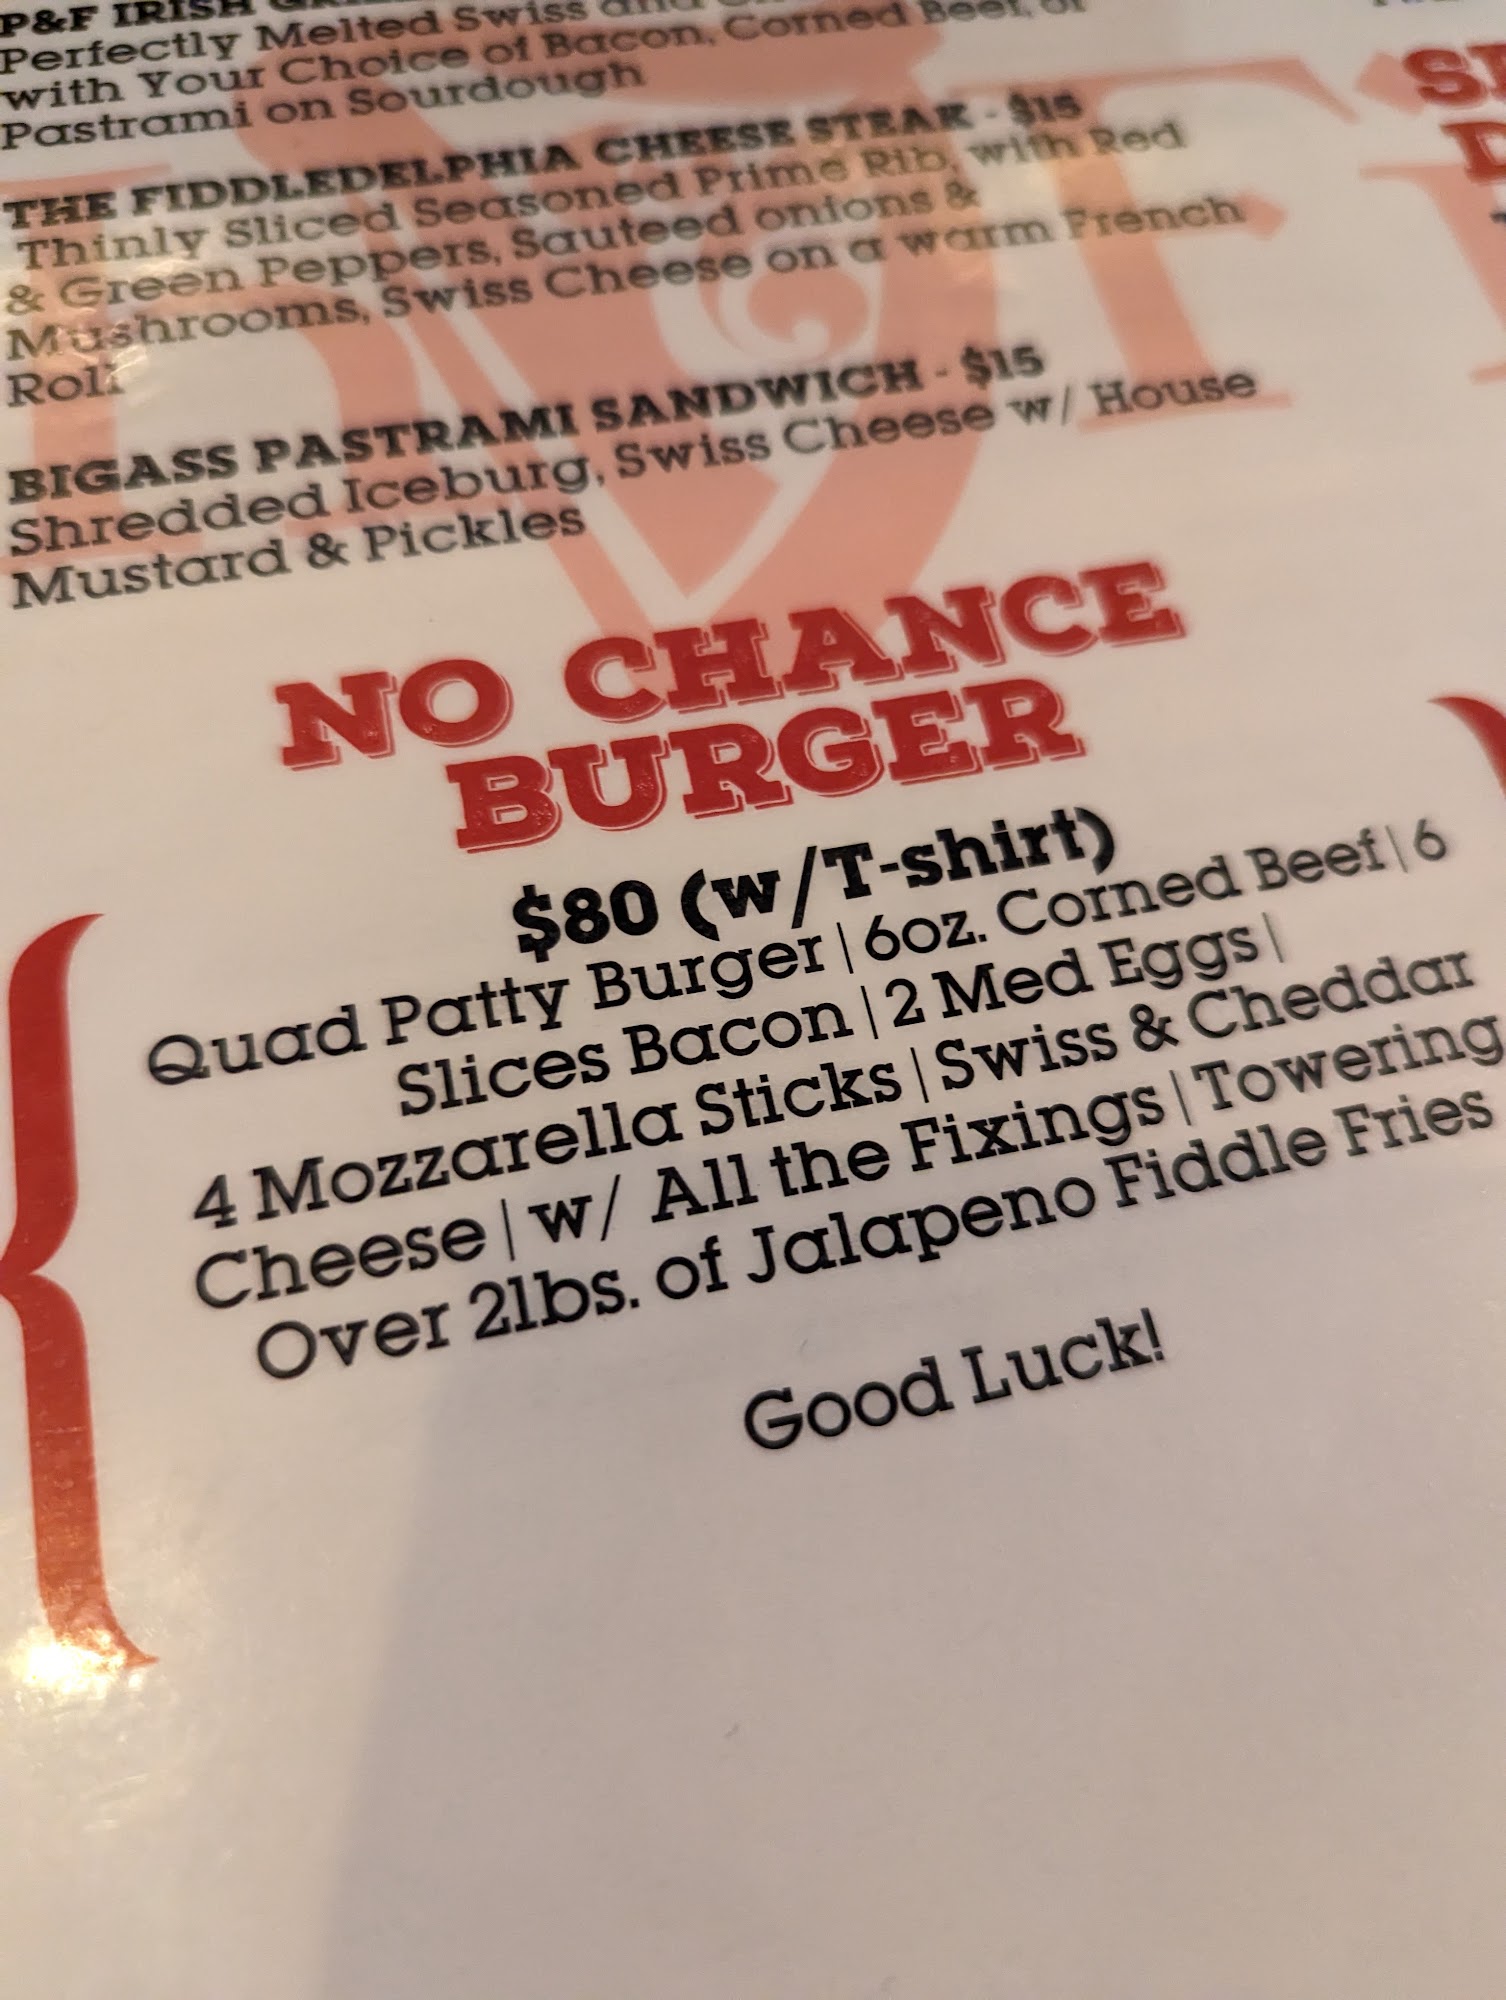 P&F IRISH
Perfectly Melted Swiss and
with Your Choice of Bacon, Corned Beef, or
Pastrami on Sourdough
THE FIDDLEDELPHIA CHEESE STEAK - $15
Thinly Sliced Seasoned Prime Rib, with Red
& Green Peppers, Sauteed onions &
Mushrooms, Swiss Cheese on a warm French
Roll
BIGASS PASTRAMI SANDWICH - $15
Shredded Iceburg, Swiss Cheese w/ House
Mustard & Pickles
NO CHANCE
BURGER
$80 (w/T-shirt)
Quad Patty Burger | 6oz. Corned Beef | 6
Slices Bacon | 2 Med Eggs |
4 Mozzarella Sticks | Swiss & Cheddar
Cheese | w/ All the Fixings | Towering
Over 2lbs. of Jalapeno Fiddle Fries
Good Luck!